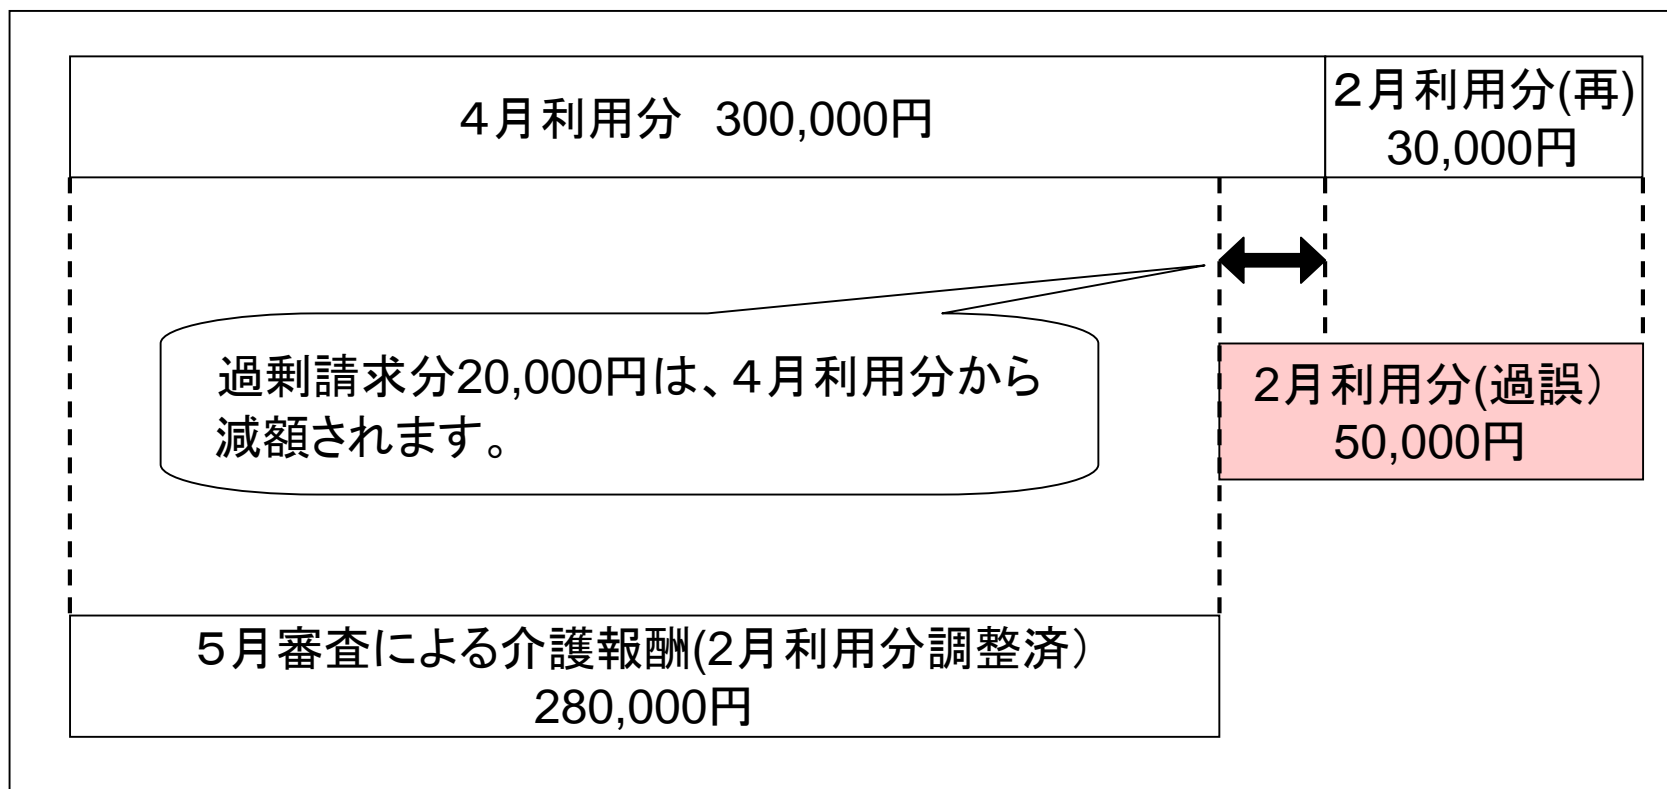 ４月利用分　300,000円
２月利用分(再)
30,000円
過剰請求分20,000円は、４月利用分から
減額されます。
2月利用分(過誤）
50,000円
５月審査による介護報酬(2月利用分調整済）
280,000円